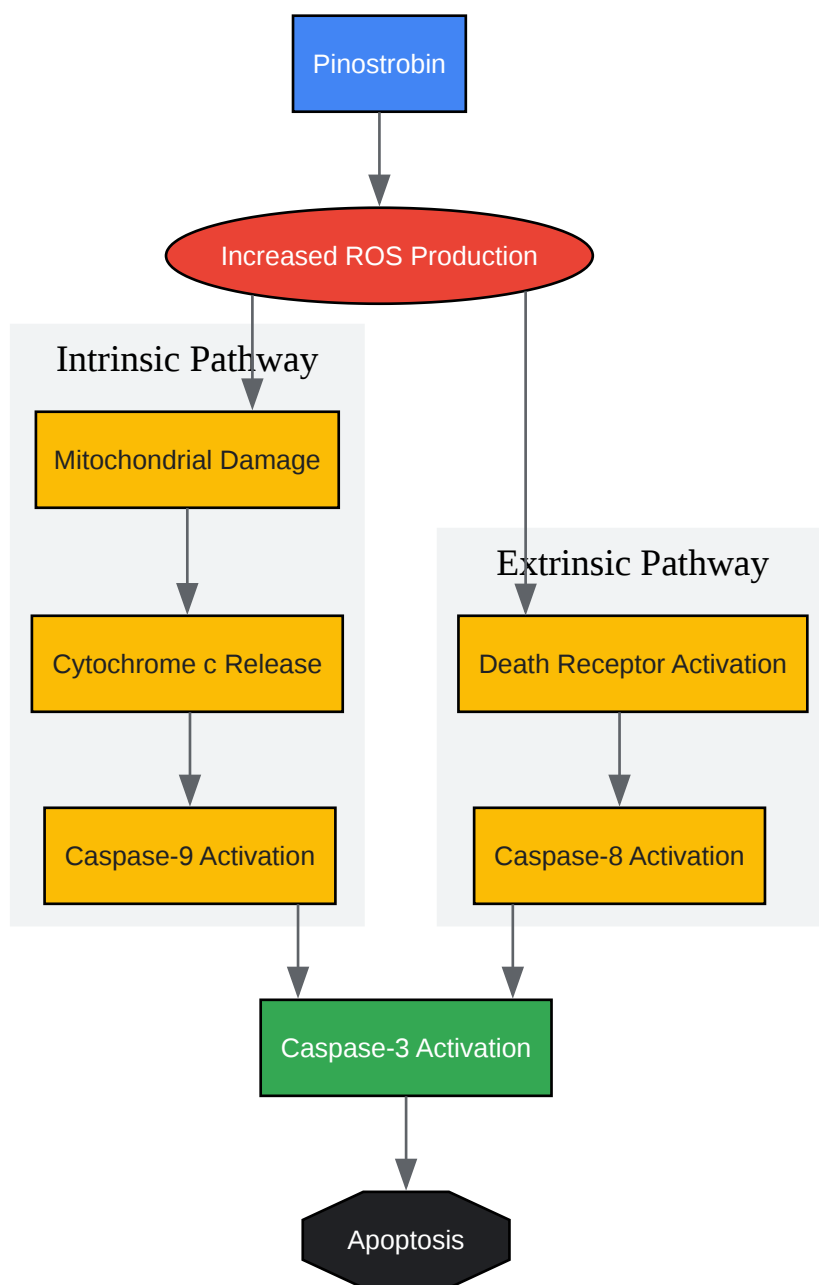 Pinostrobin
Increased ROS Production
Intrinsic Pathway
Mitochondrial Damage
Cytochrome c Release
Caspase-9 Activation
Extrinsic Pathway
Death Receptor Activation
Caspase-8 Activation
Caspase-3 Activation
Apoptosis